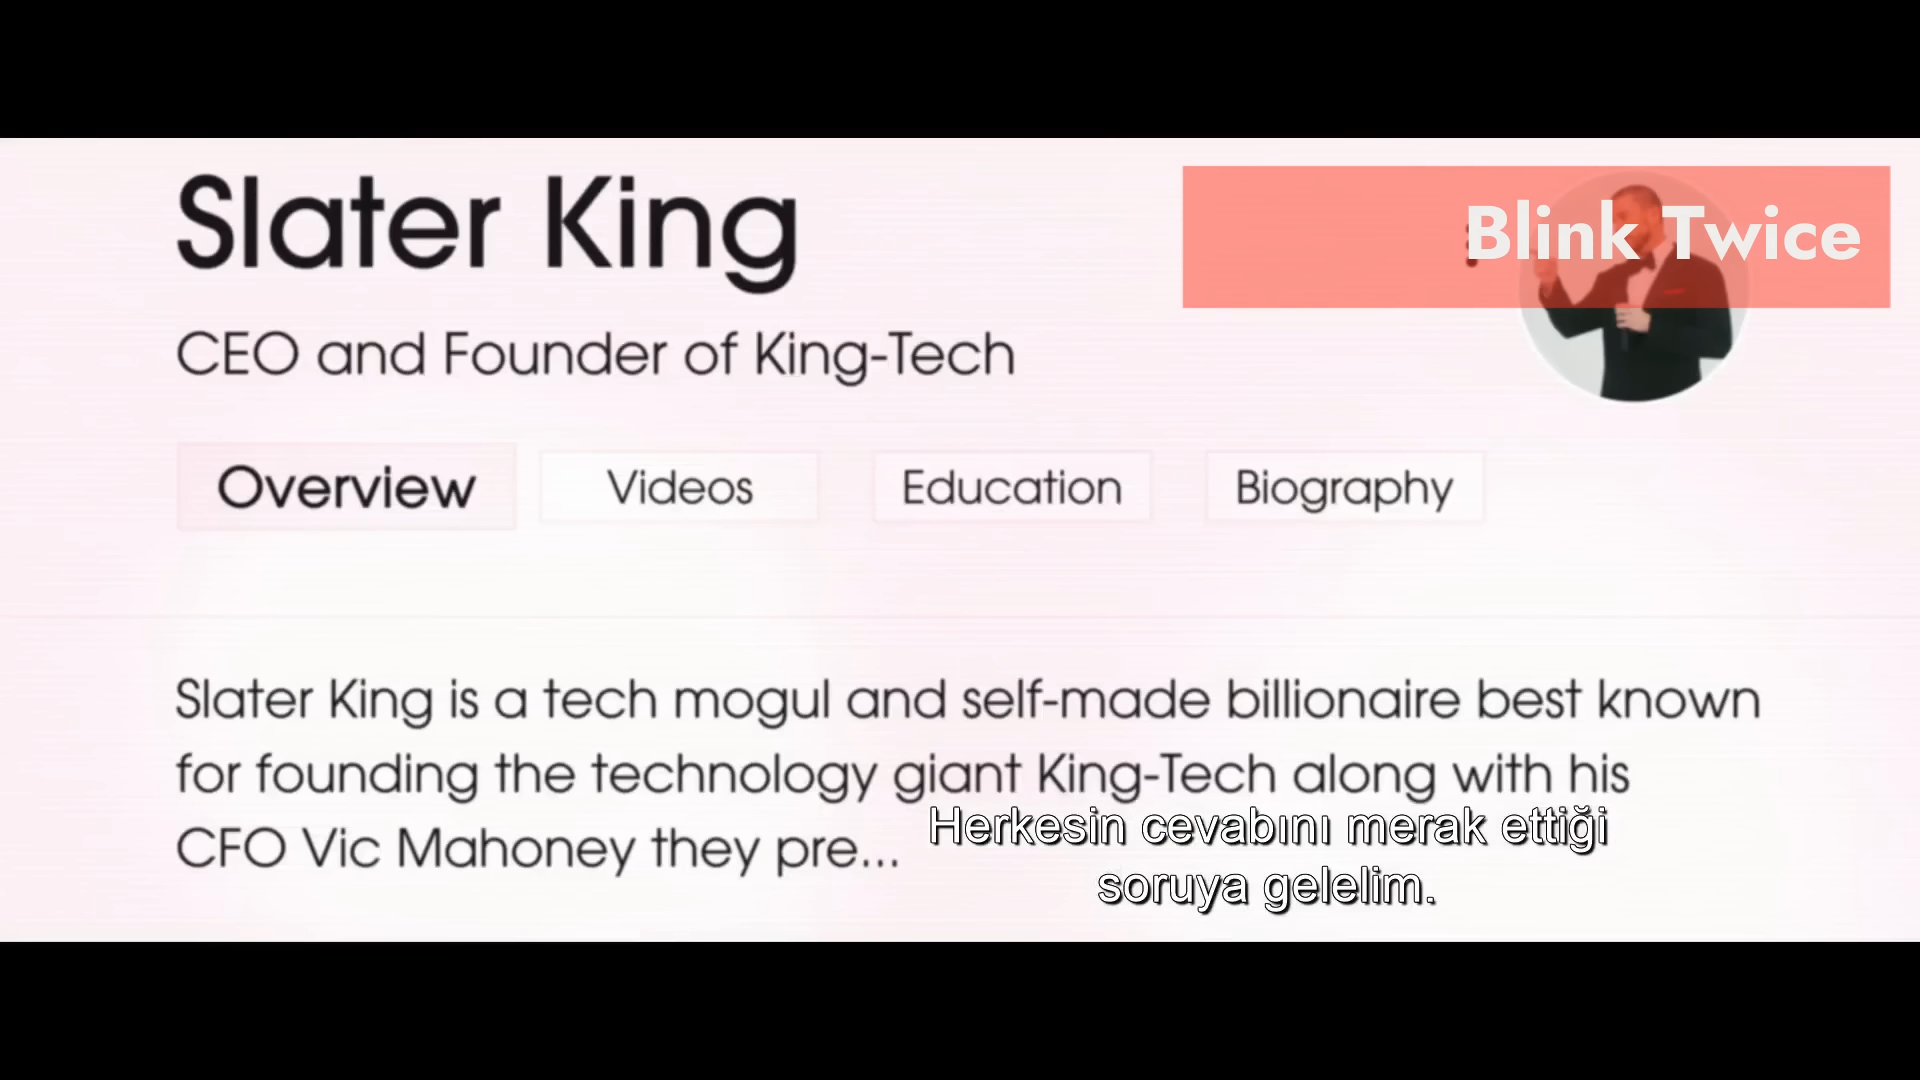 Slater King
Blink Twice
CEO and Founder of King-Tech
Overview
Videos
Education
Biography
Slater King is a tech mogul and self-made billionaire best known
for founding the technology giant King-Tech along with his
CFO Vic Mahoney they pre...
Herkesin cevabını merak ettiği
soruya gelelim.